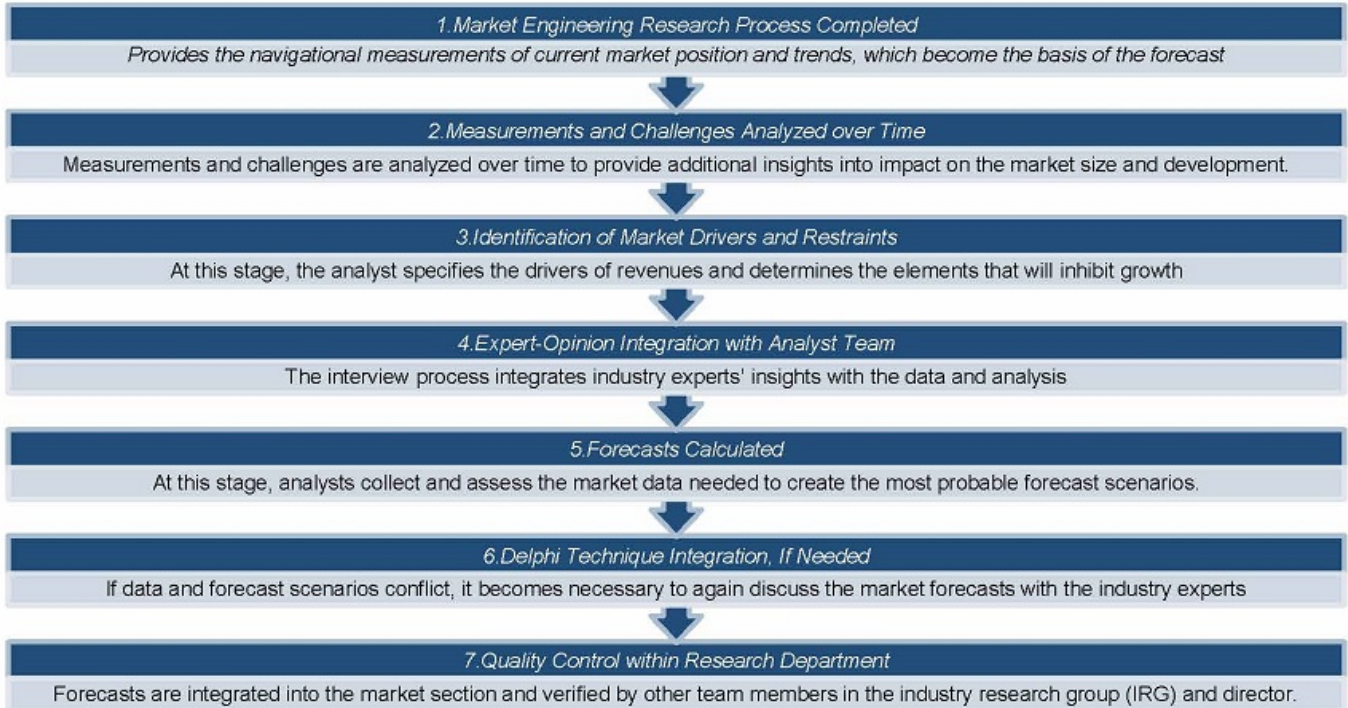 1.Market Engineering Research Process Completed
Provides the navigational measurements of current market position and trends, which become the basis of the forecast
2.Measurements and Challenges Analyzed over Time
Measurements and challenges are analyzed over time to provide additional insights into impact on the market size and development.
3.Identification of Market Drivers and Restraints
At this stage, the analyst specifies the drivers of revenues and determines the elements that will inhibit growth
4.Expert-Opinion Integration with Analyst Team
The interview process integrates industry experts' insights with the data and analysis
5.Forecasts Calculated
At this stage, analysts collect and assess the market data needed to create the most probable forecast scenarios.
6.Delphi Technique Integration, If Needed
If data and forecast scenarios conflict, it becomes necessary to again discuss the market forecasts with the industry experts
7.Quality Control within Research Department
Forecasts are integrated into the market section and verified by other team members in the industry research group (IRG) and director.